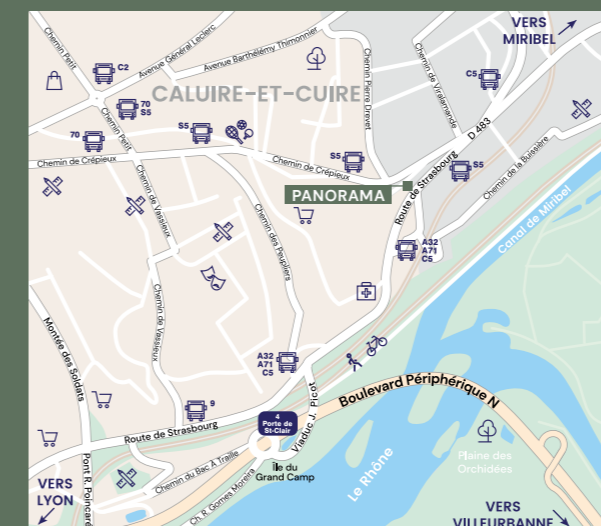 VERS
MIRIBEL
Chemin Petit
Avenue Général Leclerc
Avenue Barthélémy Thimonnier
C2
CALUIRE-ET-CUIRE
Chemin Pierre Drevet
Chemin de Viralamande
C5
70
S5
Chemin Petit
70
S5
D 483
Chemin de Crépieux
Chemin de Crépieux
S5
Route de Strasbourg
S5
Chemin de la Buissière
PANORAMA
Chemin de Vassieux
Chemin des Peupliers
Canal de Miribel
A32
A71
C5
Chemin de Vassieux
Montée des Soldats
A32
A71
C5
9
Route de Strasbourg
4
Porte de
St-Clair
Viaduc J. Picot
Boulevard Périphérique N
Pont R. Poincaré
Chemin du Bac À Traille
Île du
Grand Camp
Ch. R. Gomes Moreira
Le Rhône
Plaine des
Orchidées
VERS
LYON
VERS
VILLEURBANNE